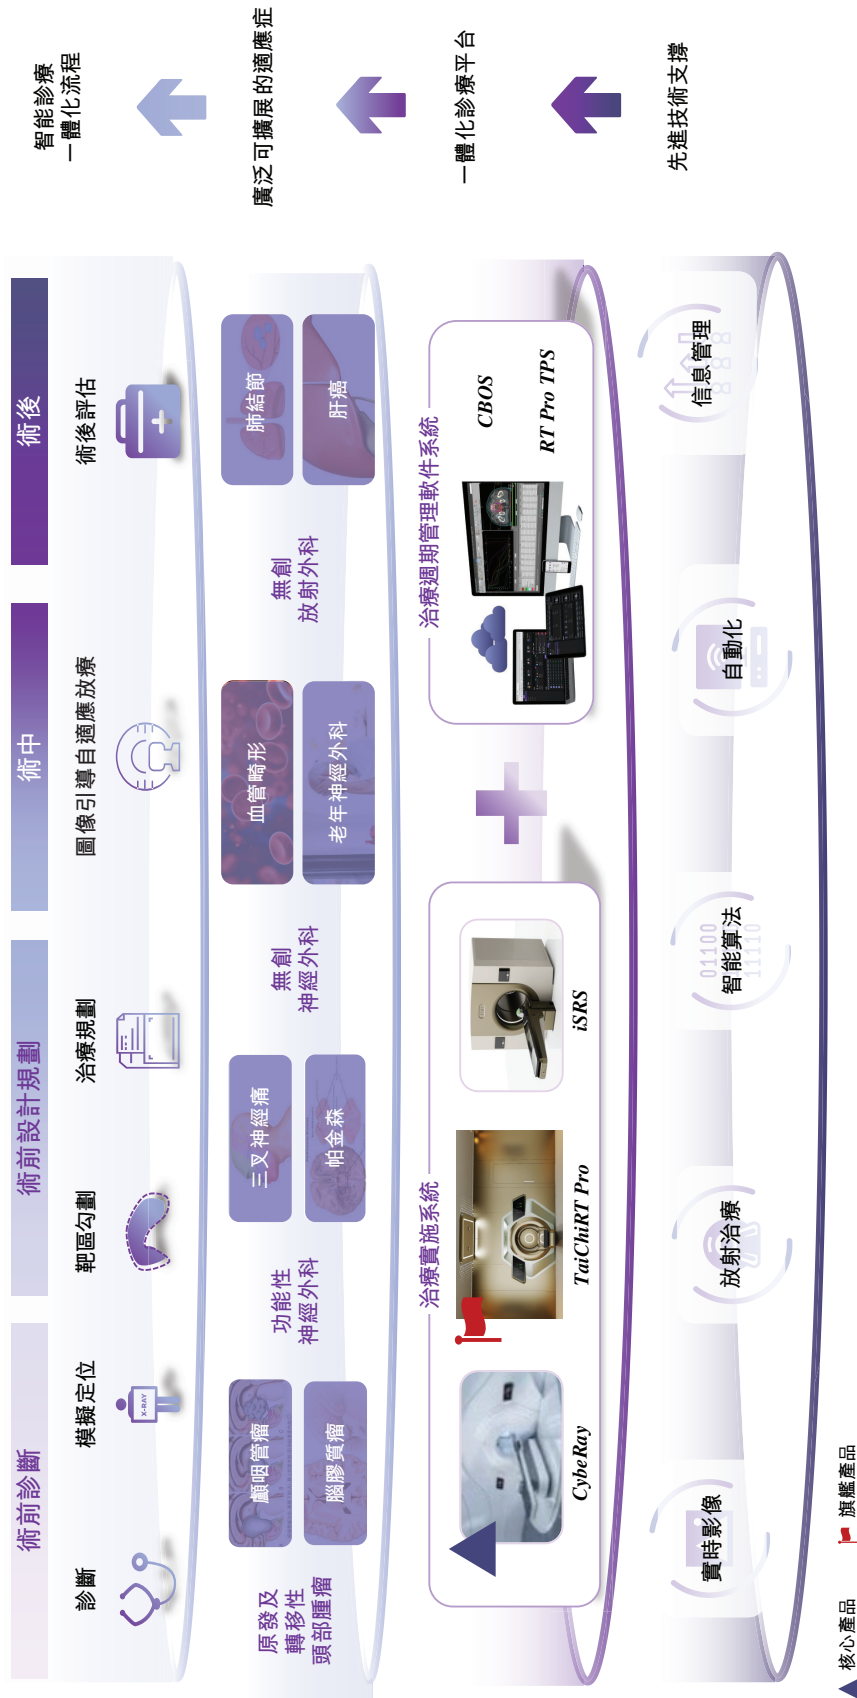 智能診療
一體化流程
術前診斷
術前設計規劃
術中
術後
診斷
模擬定位
靶區勾劃
治療規劃
圖像引導自適應放療
術後評估
X-RAY
廣泛可擴展的適應症
原發及
轉移性
頭部腫瘤
顱咽管瘤
腦膠質瘤
功能性
神經外科
三叉神經痛
帕金森
無創
神經外科
血管畸形
老年神經外科
無創
放射外科
肺結節
肝癌
一體化診療平台
治療實施系統
CybeRay
TaiChiRT Pro
iSRS
治療週期管理軟件系統
CBOS
RT Pro TPS
先進技術支撐
實時影像
放射治療
01100
智能算法
11110
自動化
信息管理
核心產品
旗艦產品